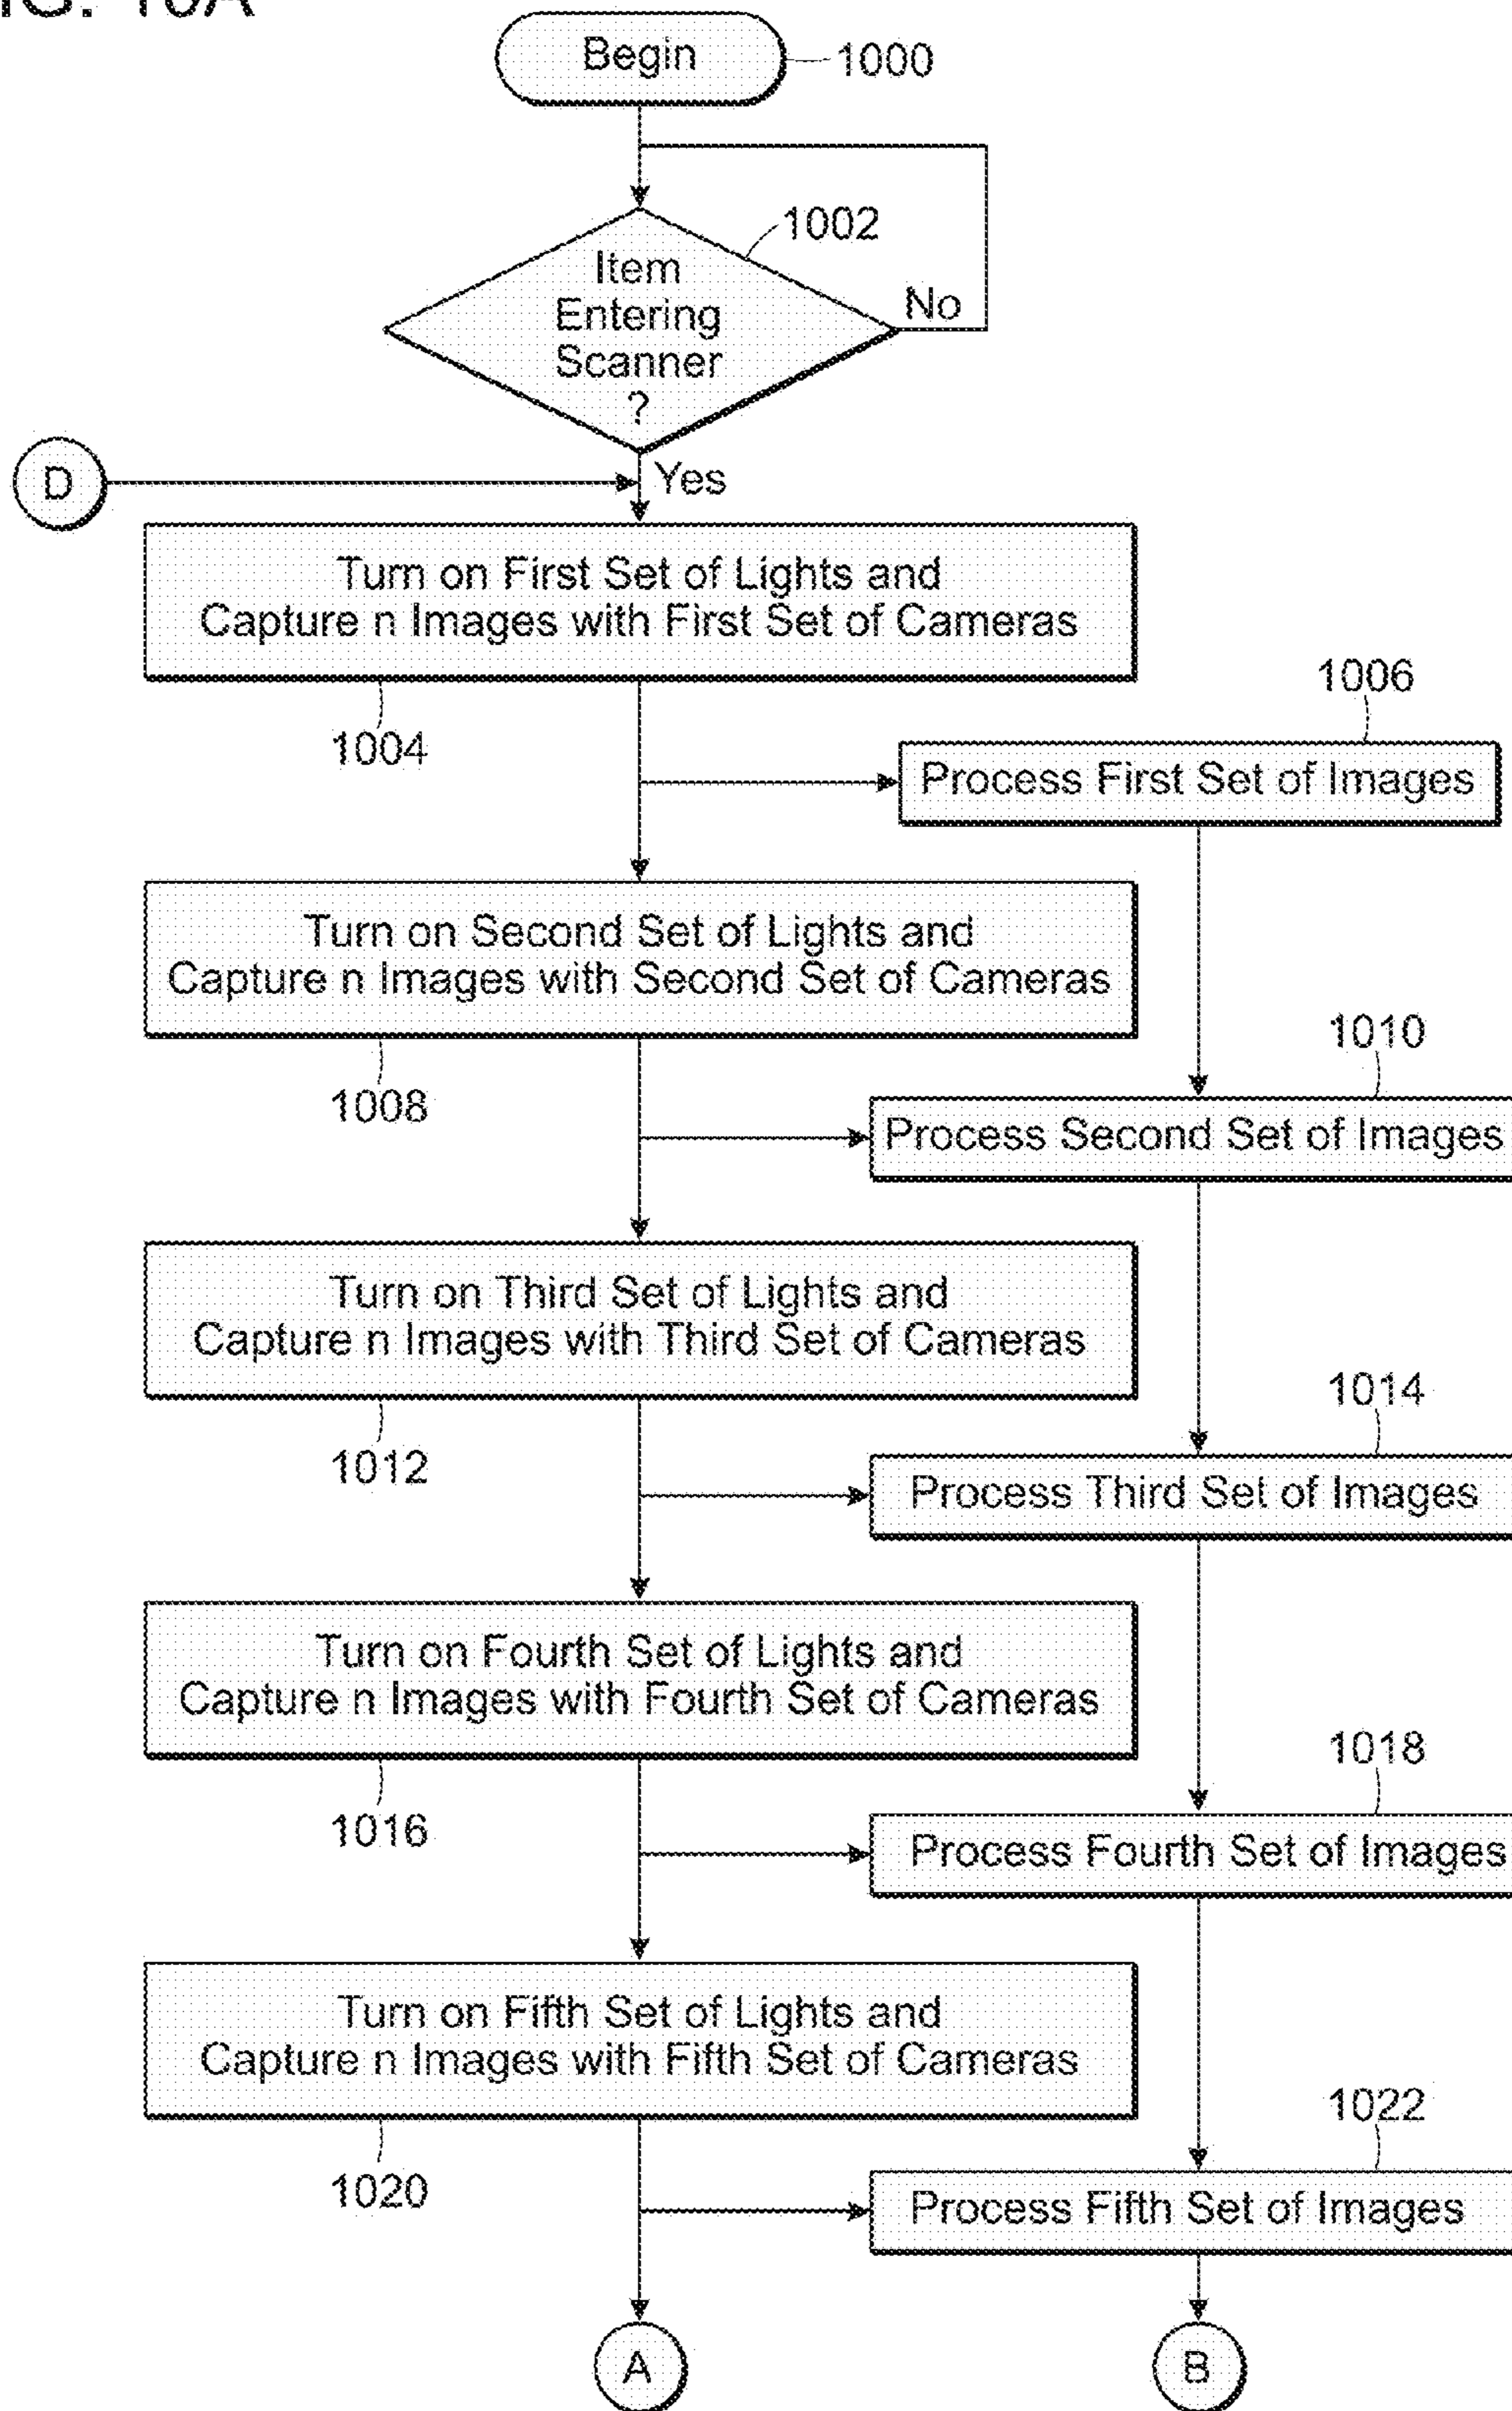 IG. 10A
Begin
1000
1002
Item
Entering
Scanner
?
No
D
Yes
Turn on First Set of Lights and
Capture n Images with First Set of Cameras
1004
1006
Process First Set of Images
Turn on Second Set of Lights and
Capture n Images with Second Set of Cameras
1008
1010
Process Second Set of Images
Turn on Third Set of Lights and
Capture n Images with Third Set of Cameras
1012
1014
Process Third Set of Images
Turn on Fourth Set of Lights and
Capture n Images with Fourth Set of Cameras
1016
1018
Process Fourth Set of Images
Turn on Fifth Set of Lights and
Capture n Images with Fifth Set of Cameras
1020
1022
Process Fifth Set of Images
A
B